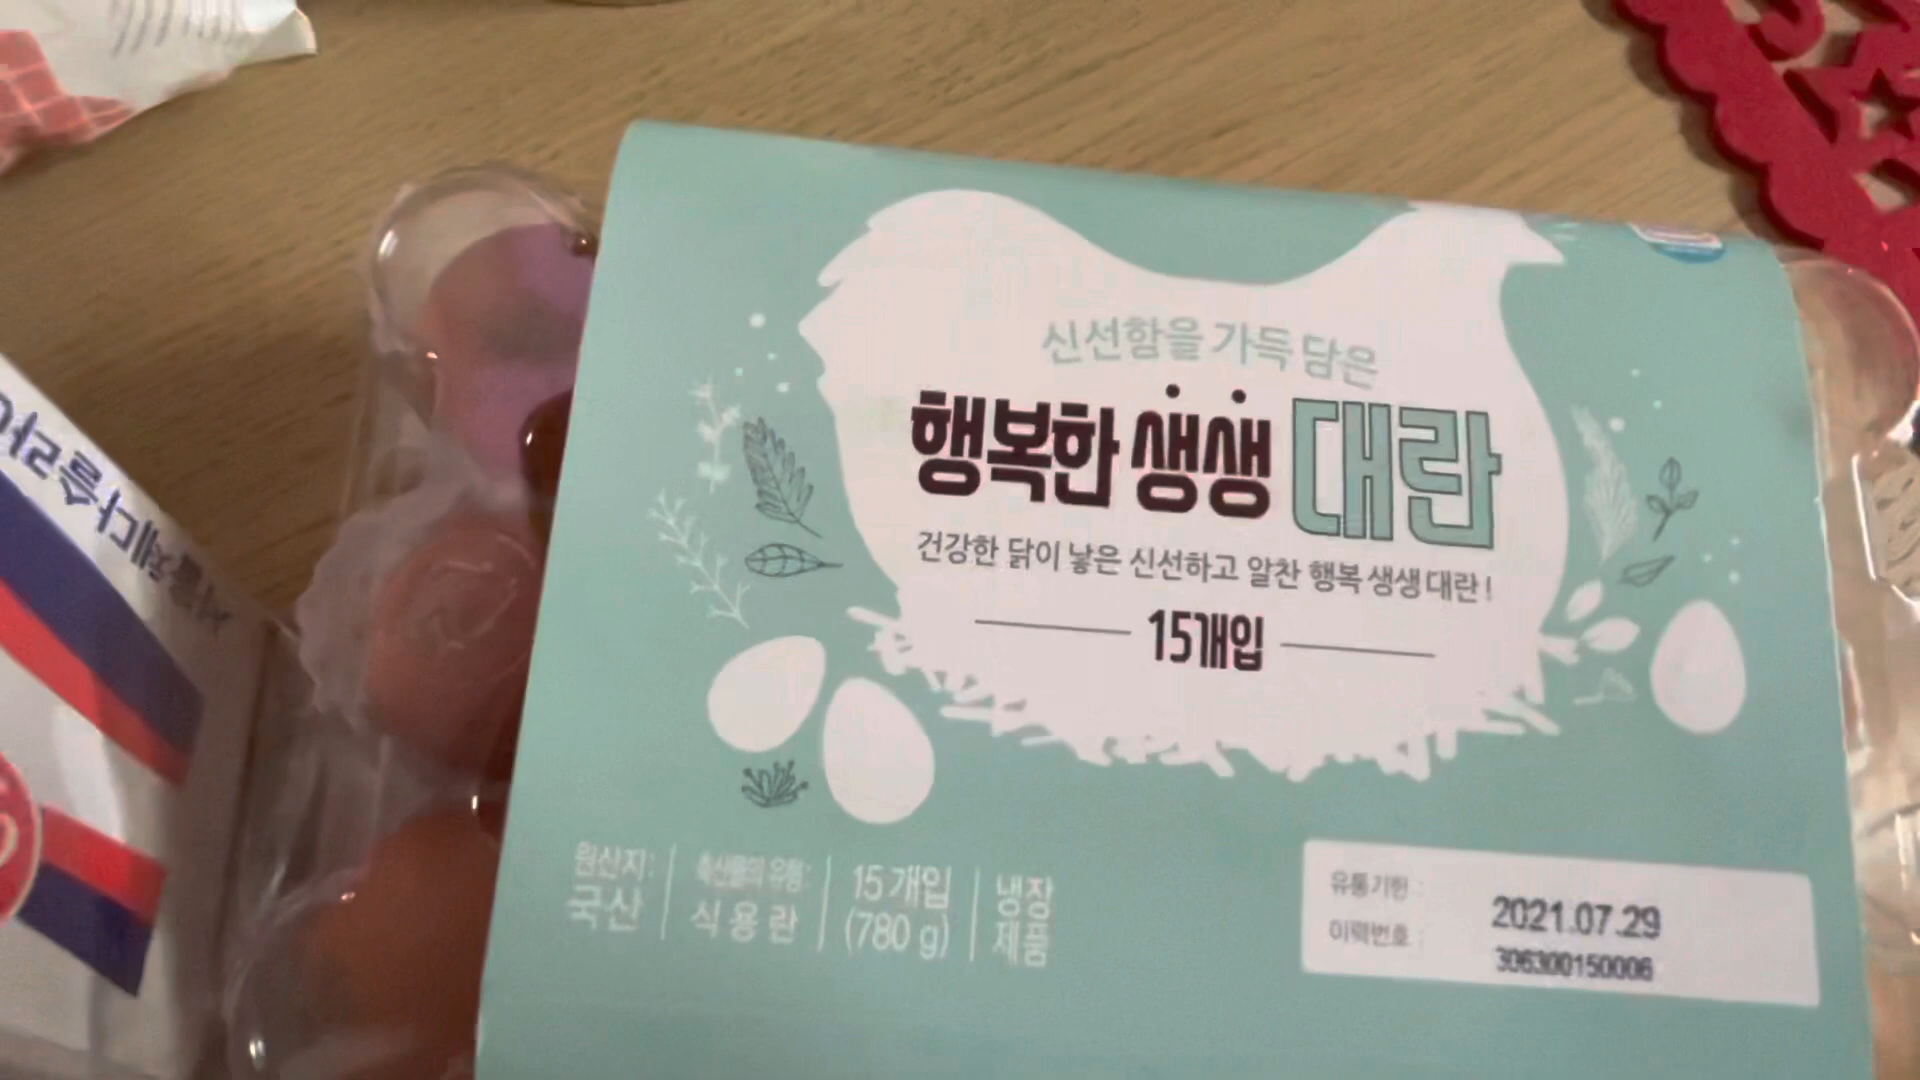 신선함을 가득 담은
행복한 생생 대란
건강한 닭이 낳은 신선하고 알찬 행복 생생 대란!
15개입
원산지:
국산
축산물의 유형:
식용란
15개입
(780 g)
냉장
제품
유통기한 :
2021.07.29
이력번호 :
306300150006